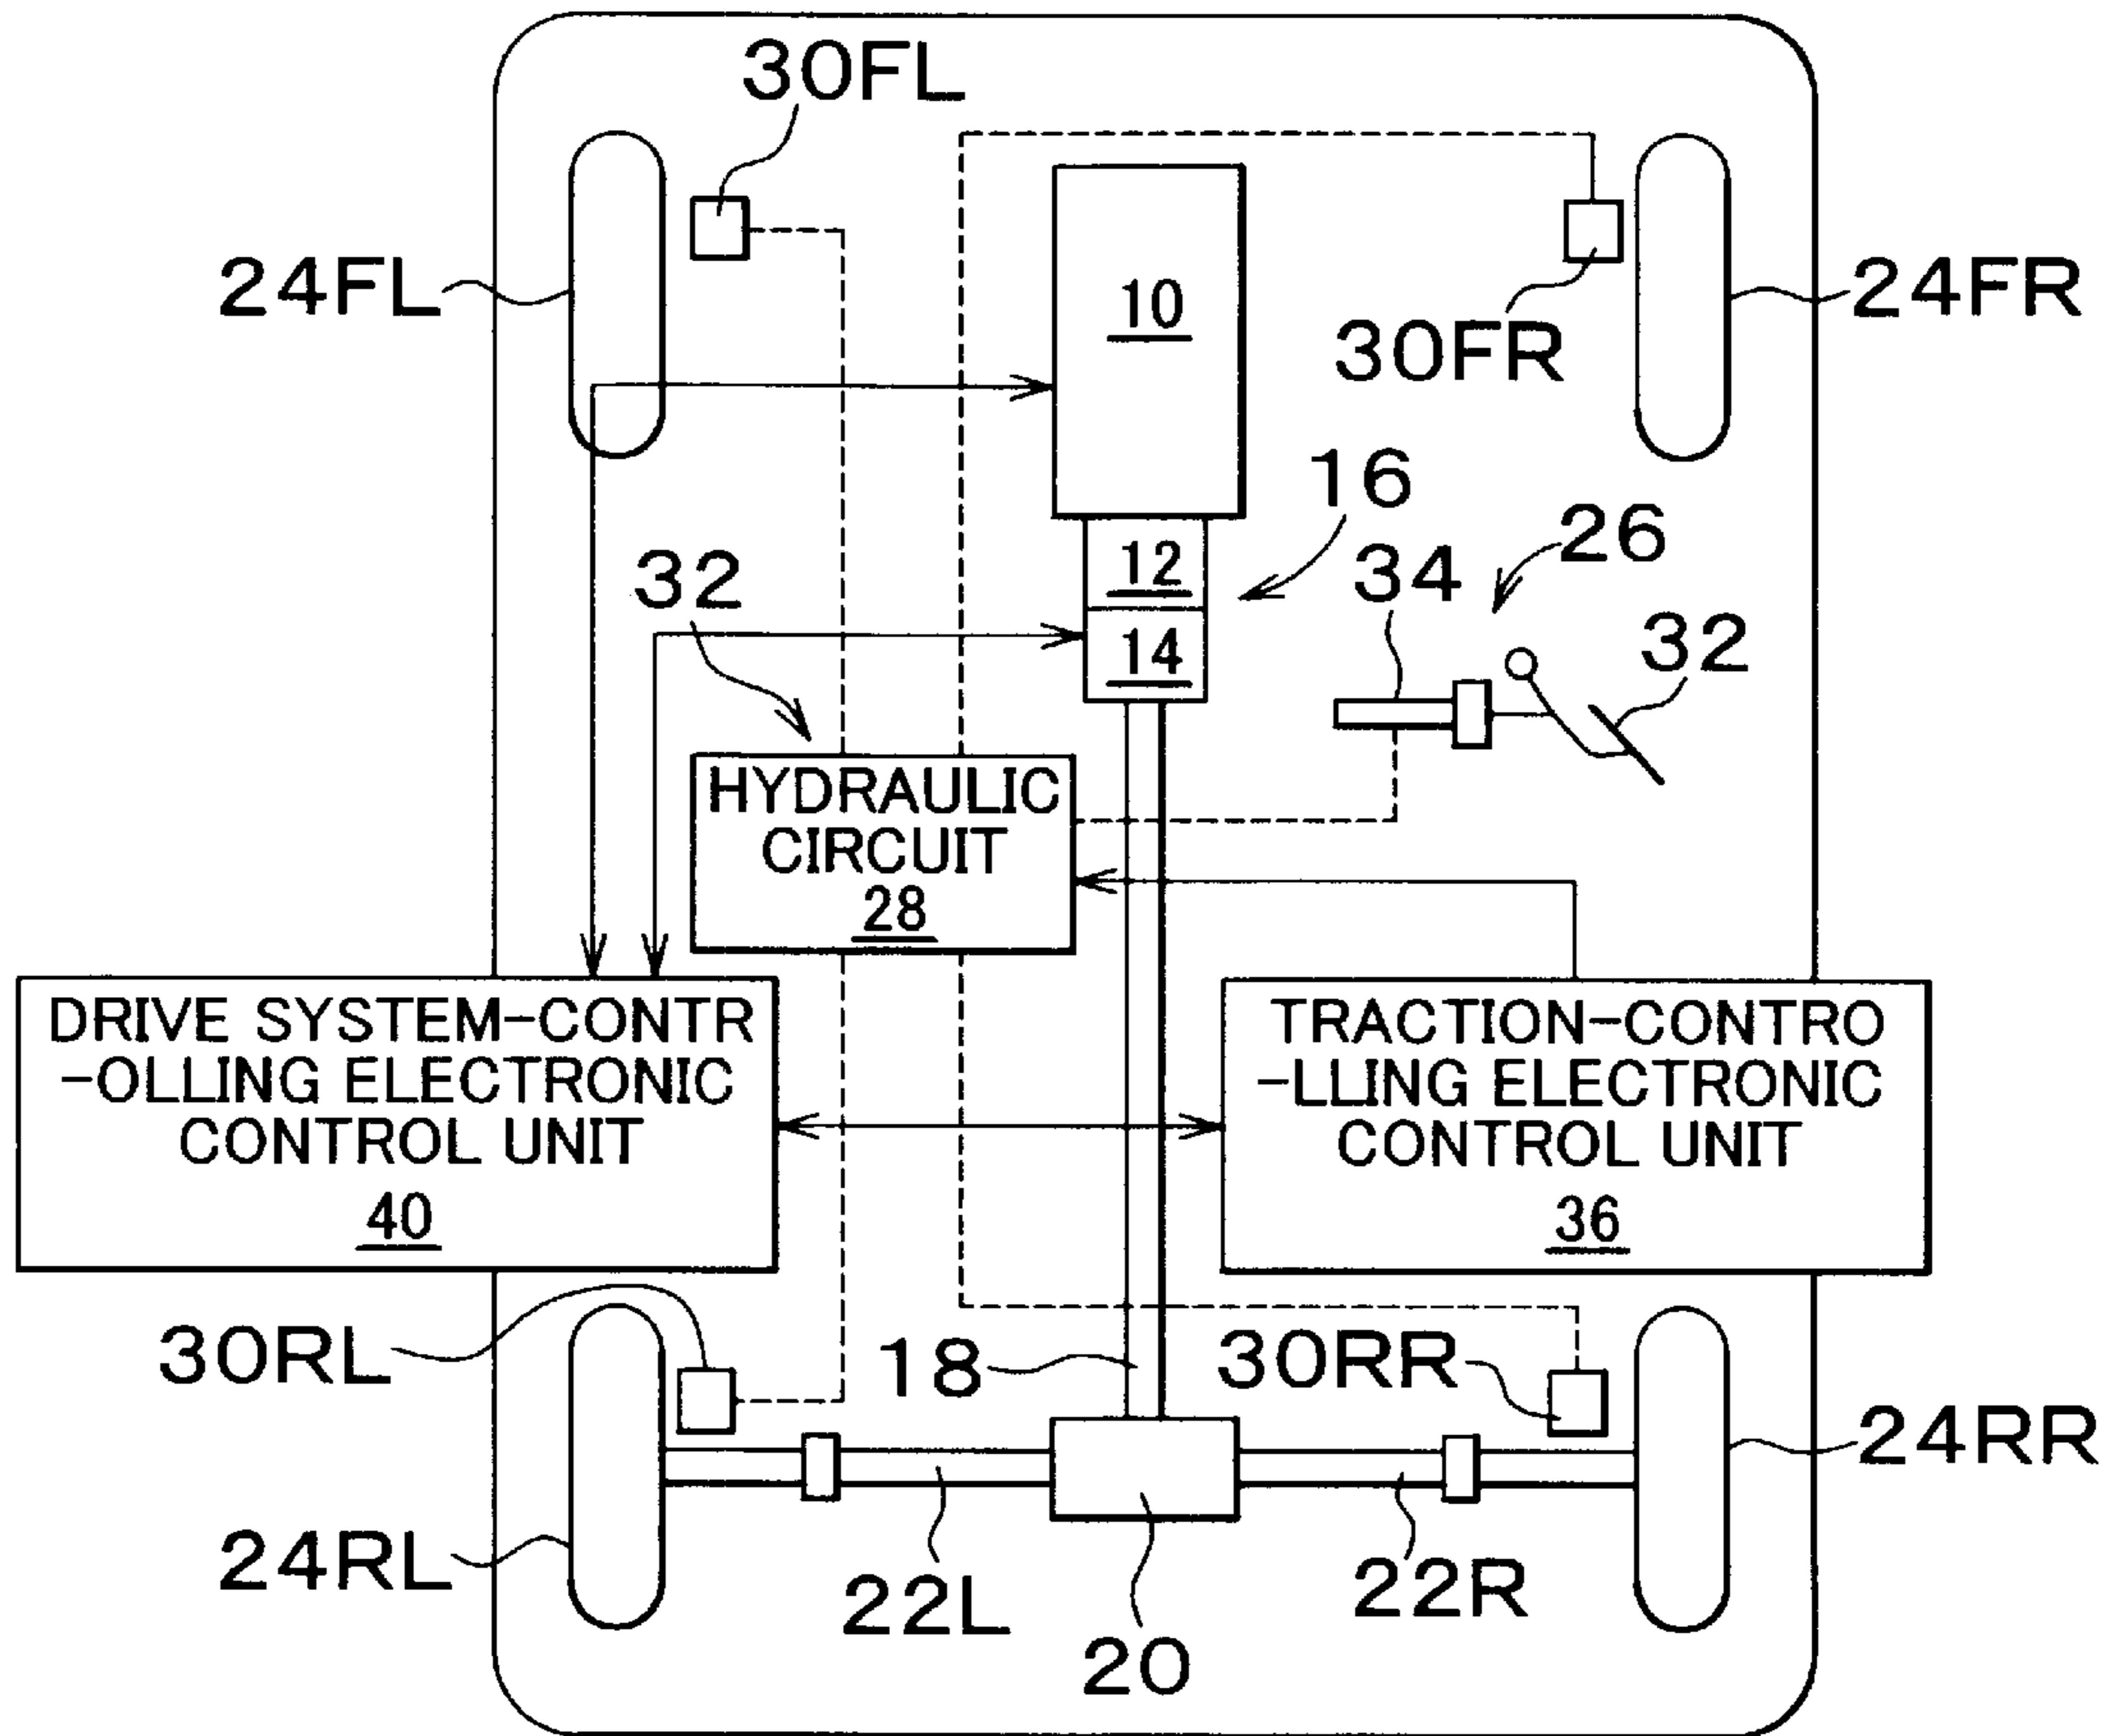 30FL
24FL
10
30FR
24FR
16
26
12
34
32
32
14
HYDRAULIC
CIRCUIT
28
DRIVE SYSTEM-CONTR
-OLLING ELECTRONIC
CONTROL UNIT
40
TRACTION-CONTRO
-LLING ELECTRONIC
CONTROL UNIT
36
30RL
18
30RR
24RR
24RL
22L
22R
20